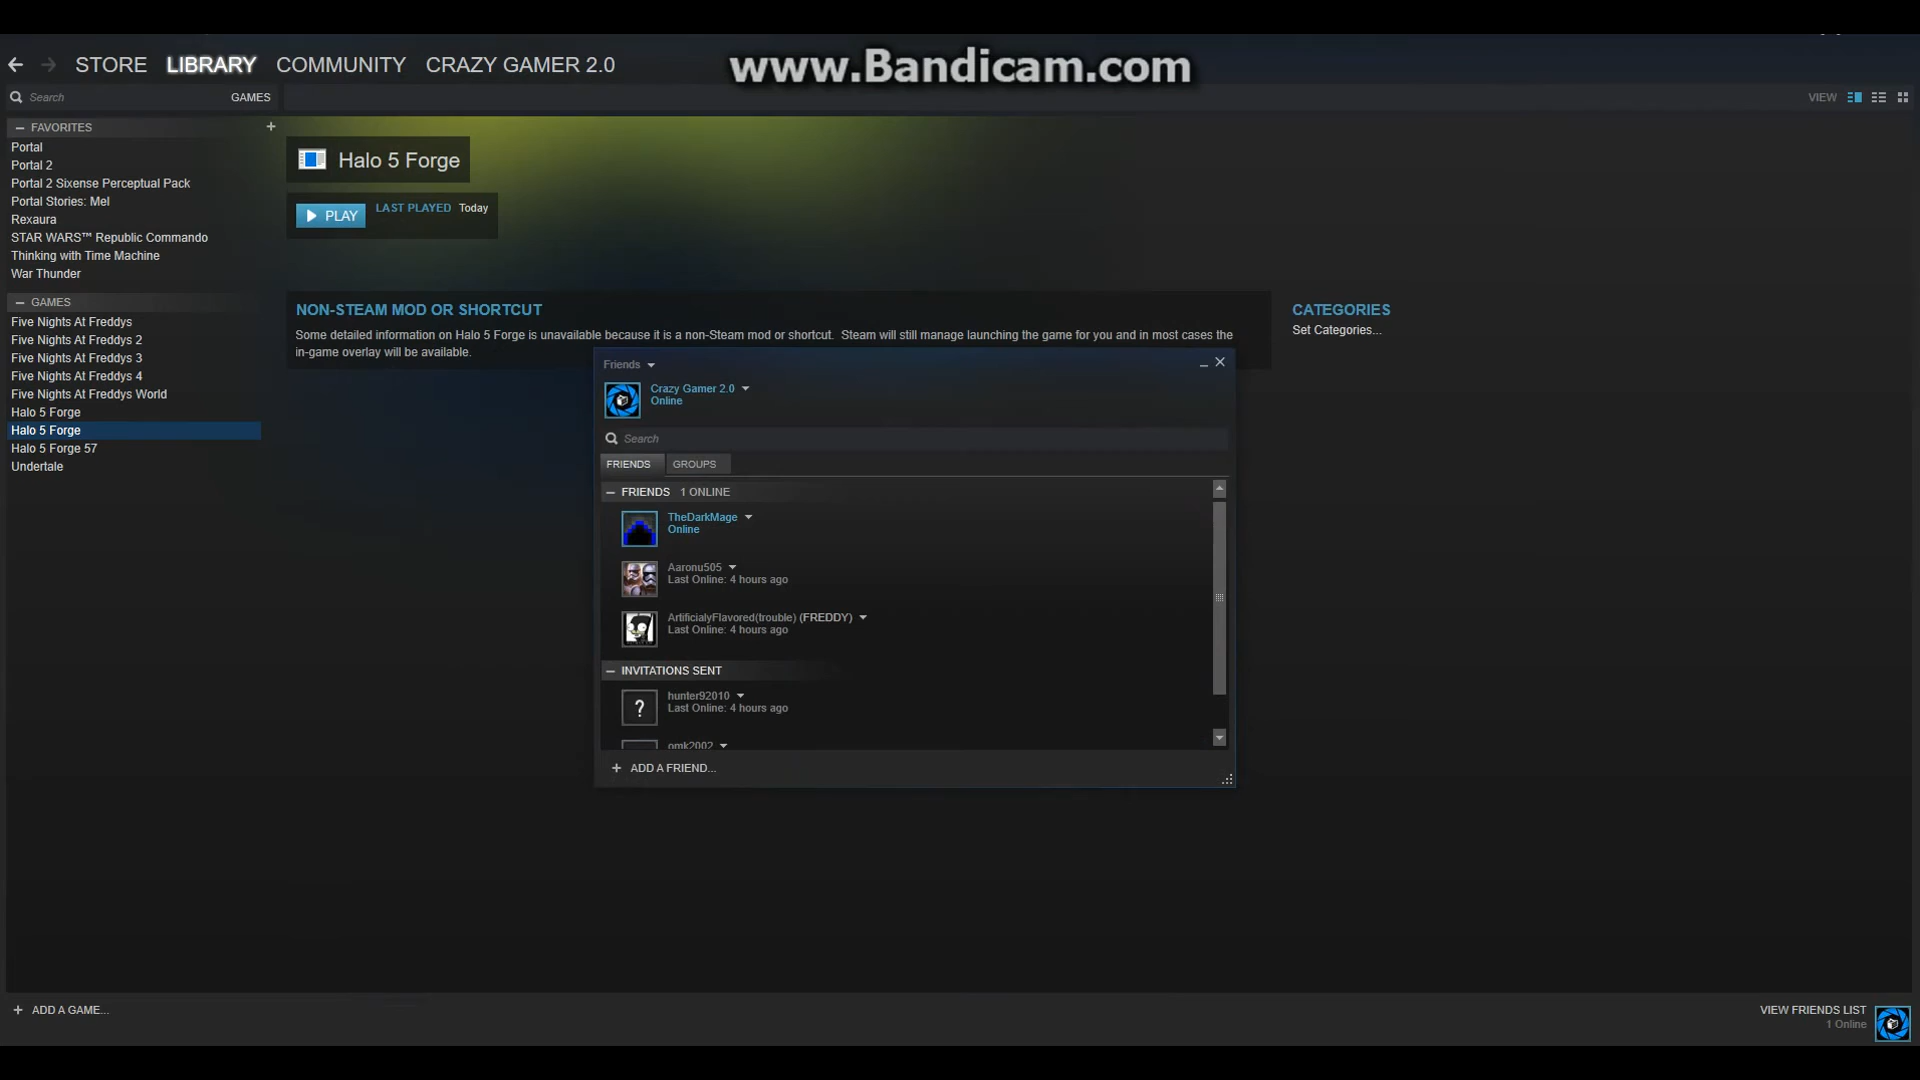 STORE LIBRARY COMMUNITY CRAZY GAMER 2.0
www.Bandicam.com
Search GAMES
VIEW
FAVORITES
Portal
Portal 2
Portal 2 Sixense Perceptual Pack
Portal Stories: Mel
Rexaura
STAR WARS™ Republic Commando
Thinking with Time Machine
War Thunder
GAMES
Five Nights At Freddys
Five Nights At Freddys 2
Five Nights At Freddys 3
Five Nights At Freddys 4
Five Nights At Freddys World
Halo 5 Forge
Halo 5 Forge
Halo 5 Forge 57
Undertale
Halo 5 Forge
PLAY LAST PLAYED Today
NON-STEAM MOD OR SHORTCUT
Some detailed information on Halo 5 Forge is unavailable because it is a non-Steam mod or shortcut. Steam will still manage launching the game for you and in most cases the
in-game overlay will be available.
CATEGORIES
Set Categories...
Friends
Crazy Gamer 2.0
Online
Search
FRIENDS GROUPS
FRIENDS 1 ONLINE
TheDarkMage
Online
Aaronu505
Last Online: 4 hours ago
ArtificialyFlavored(trouble) (FREDDY)
Last Online: 4 hours ago
INVITATIONS SENT
?
hunter92010
Last Online: 4 hours ago
omk2002
+ ADD A FRIEND...
+ ADD A GAME...
VIEW FRIENDS LIST
1 Online